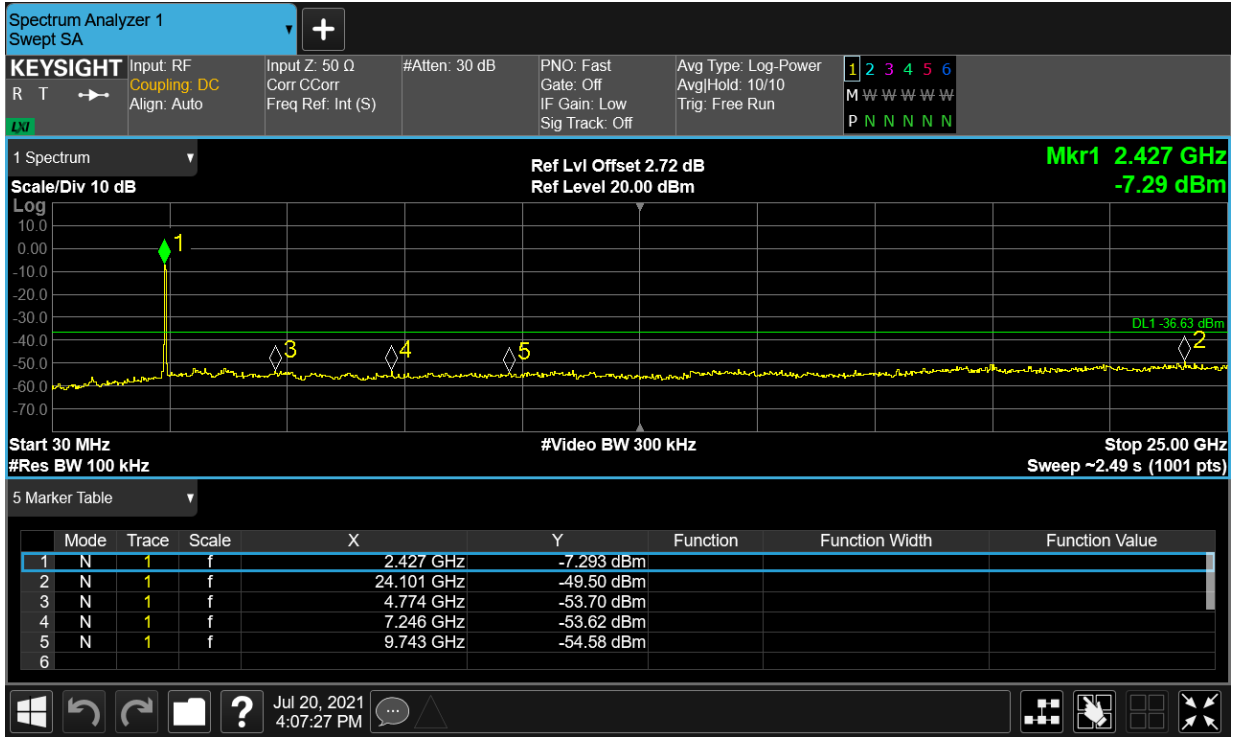 Spectrum Analyzer 1
Swept SA
KEYSIGHT
R T
LXI
Input: RF
Coupling: DC
Align: Auto
Input Z: 50 Ω
Corr CCorr
Freq Ref: Int (S)
#Atten: 30 dB
PNO: Fast
Gate: Off
IF Gain: Low
Sig Track: Off
Avg Type: Log-Power
Avg|Hold: 10/10
Trig: Free Run
1 2 3 4 5 6
M W W W W W
P N N N N N
1 Spectrum
Scale/Div 10 dB
Ref Lvl Offset 2.72 dB
Ref Level 20.00 dBm
Mkr1 2.427 GHz
-7.29 dBm
Log
10.0
0.00
-10.0
-20.0
-30.0
-40.0
-50.0
-60.0
-70.0
1
3
4
5
DL1 -36.63 dBm
2
Start 30 MHz
#Res BW 100 kHz
#Video BW 300 kHz
Stop 25.00 GHz
Sweep ~2.49 s (1001 pts)
5 Marker Table
Mode Trace Scale X Y Function Function Width Function Value
1 N 1 f 2.427 GHz -7.293 dBm
2 N 1 f 24.101 GHz -49.50 dBm
3 N 1 f 4.774 GHz -53.70 dBm
4 N 1 f 7.246 GHz -53.62 dBm
5 N 1 f 9.743 GHz -54.58 dBm
6
Jul 20, 2021
4:07:27 PM